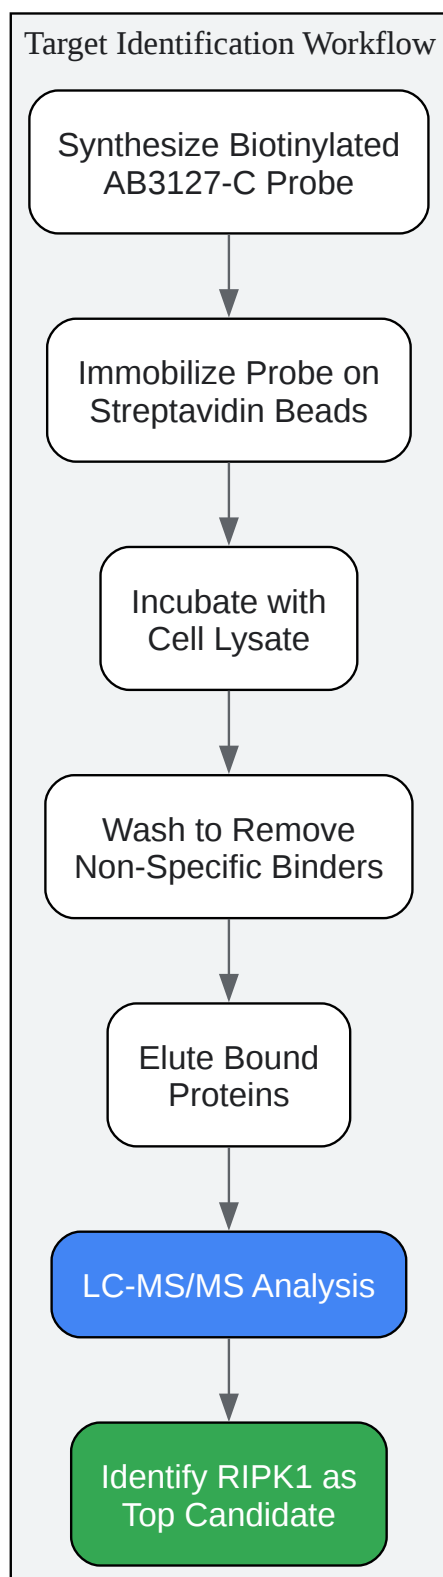 Target Identification Workflow
Synthesize Biotinylated
AB3127-C Probe
Immobilize Probe on
Streptavidin Beads
Incubate with
Cell Lysate
Wash to Remove
Non-Specific Binders
Elute Bound
Proteins
LC-MS/MS Analysis
Identify RIPK1 as
Top Candidate